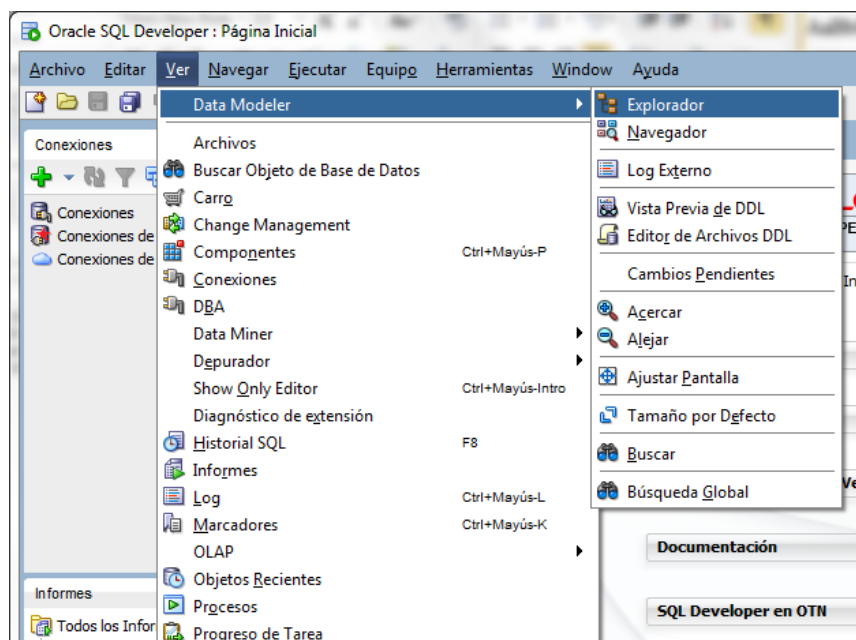 Oracle SQL Developer : Página Inicial
Archivo Editar Ver Navegar Ejecutar Equipo Herramientas Window Ayuda
Conexiones
Conexiones
Conexiones de
Conexiones de
Informes
Todos los Infor
Data Modeler
Archivos
Buscar Objeto de Base de Datos
Carro
Change Management
Componentes Ctrl+Mayús-P
Conexiones
DBA
Data Miner
Depurador
Show Only Editor Ctrl+Mayús-Intro
Diagnóstico de extensión
Historial SQL F8
Informes
Log Ctrl+Mayús-L
Marcadores Ctrl+Mayús-K
OLAP
Objetos Recientes
Procesos
Progreso de Tarea
Explorador
Navegador
Log Externo
Vista Previa de DDL
Editor de Archivos DDL
Cambios Pendientes
Acercar
Alejar
Ajustar Pantalla
Tamaño por Defecto
Buscar
Búsqueda Global
Documentación
SQL Developer en OTN